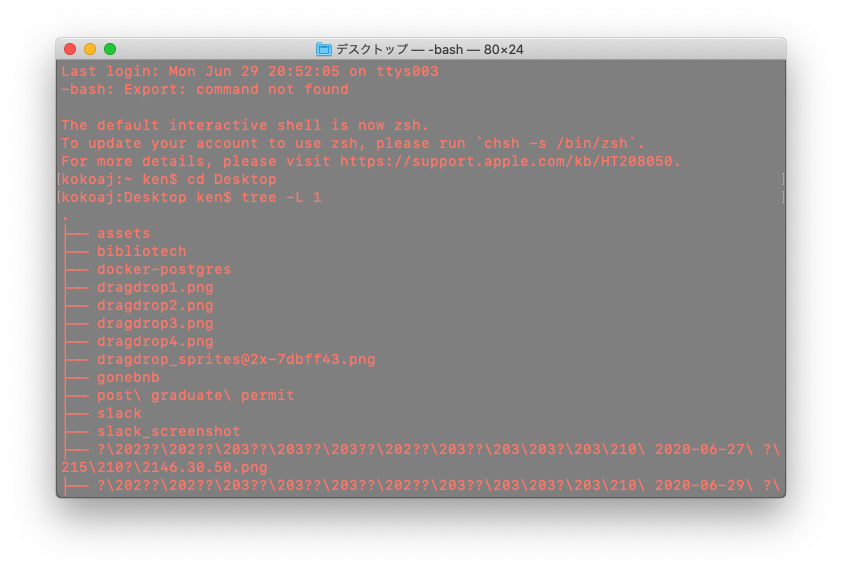 デスクトップ — -bash — 80×24
Last login: Mon Jun 29 20:52:05 on ttys003
-bash: Export: command not found
The default interactive shell is now zsh.
To update your account to use zsh, please run `chsh -s /bin/zsh`.
For more details, please visit https://support.apple.com/kb/HT208050.
[kokoaj:~ ken$ cd Desktop ]
[kokoaj:Desktop ken$ tree -L 1 ]
.
├── assets
├── bibliotech
├── docker-postgres
├── dragdrop1.png
├── dragdrop2.png
├── dragdrop3.png
├── dragdrop4.png
├── dragdrop_sprites@2x-7dbff43.png
├── gonebnb
├── post\ graduate\ permit
├── slack
├── slack_screenshot
├── ?\202??\202??\203??\203??\203??\202??\203??\203\203?\203\210\ 2020-06-27\ ?\
215\210?\2146.30.50.png
├── ?\202??\202??\203??\203??\203??\202??\203??\203\203?\203\210\ 2020-06-29\ ?\